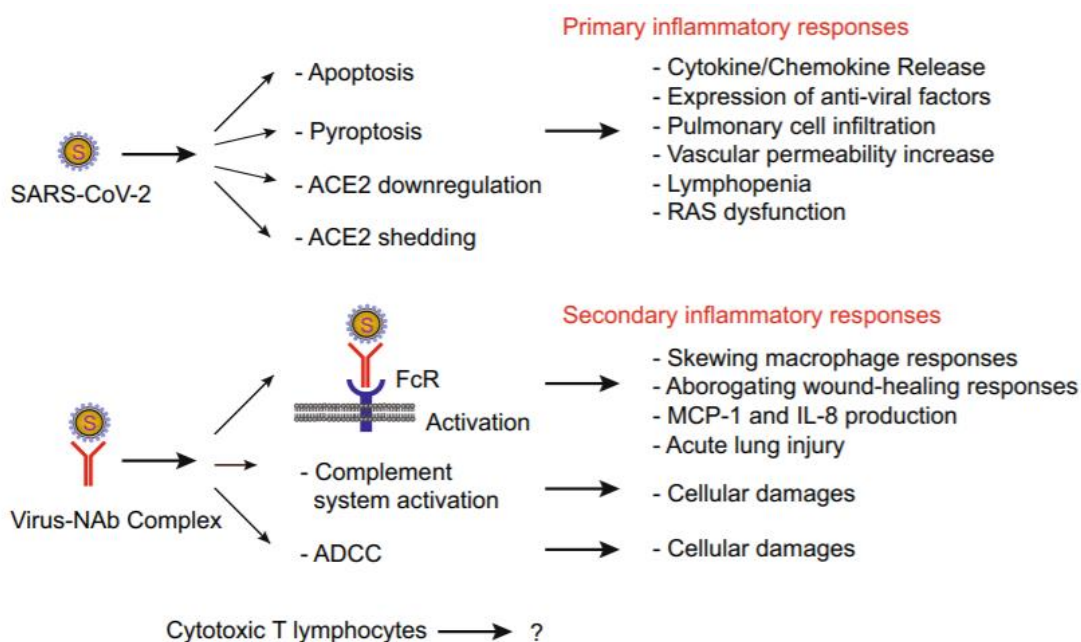 Primary inflammatory responses
- Apoptosis
- Pyroptosis
- ACE2 downregulation
- ACE2 shedding
S
SARS-CoV-2
- Cytokine/Chemokine Release
- Expression of anti-viral factors
- Pulmonary cell infiltration
- Vascular permeability increase
- Lymphopenia
- RAS dysfunction
Secondary inflammatory responses
S
FcR
Activation
S
Virus-NAb Complex
- Complement
system activation
- ADCC
- Skewing macrophage responses
- Aborogating wound-healing responses
- MCP-1 and IL-8 production
- Acute lung injury
- Cellular damages
- Cellular damages
Cytotoxic T lymphocytes
?